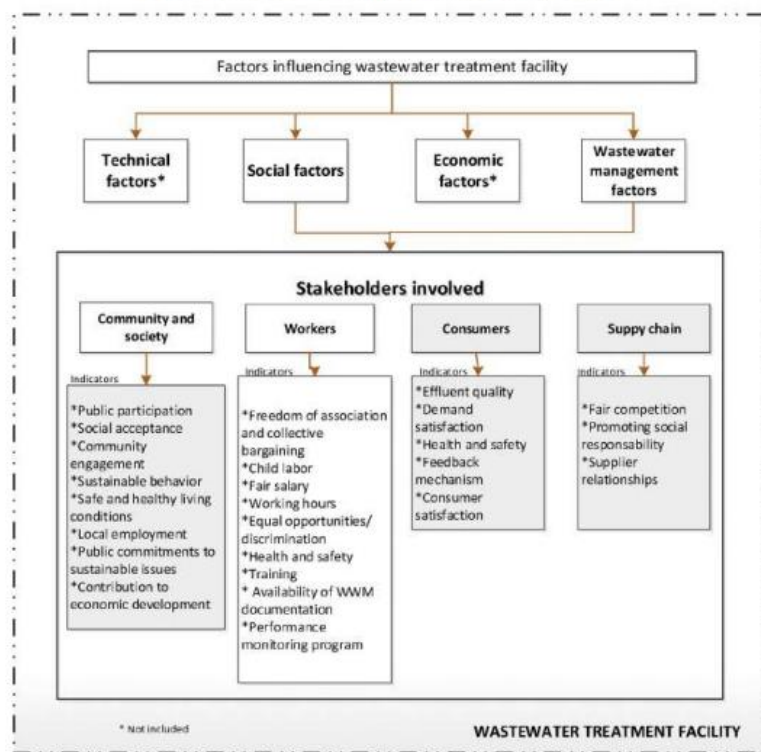 Factors influencing wastewater treatment facility
Technical
factors*
Social factors
Economic
factors*
Wastewater
management
factors
Stakeholders involved
Community and
society
Indicators
*Public participation
*Social acceptance
*Community
engagement
*Sustainable behavior
*Safe and healthy living
conditions
*Local employment
*Public commitments to
sustainable issues
*Contribution to
economic development
Workers
Indicators
*Freedom of association
and collective
bargaining
*Child labor
*Fair salary
*Working hours
*Equal opportunities/
discrimination
*Health and safety
*Training
* Availability of WWM
documentation
*Performance
monitoring program
Consumers
Indicators
*Effluent quality
*Demand
satisfaction
*Health and safety
*Feedback
mechanism
*Consumer
satisfaction
Suppy chain
Indicators
*Fair competition
*Promoting social
responsability
*Supplier
relationships
* Not included
WASTEWATER TREATMENT FACILITY